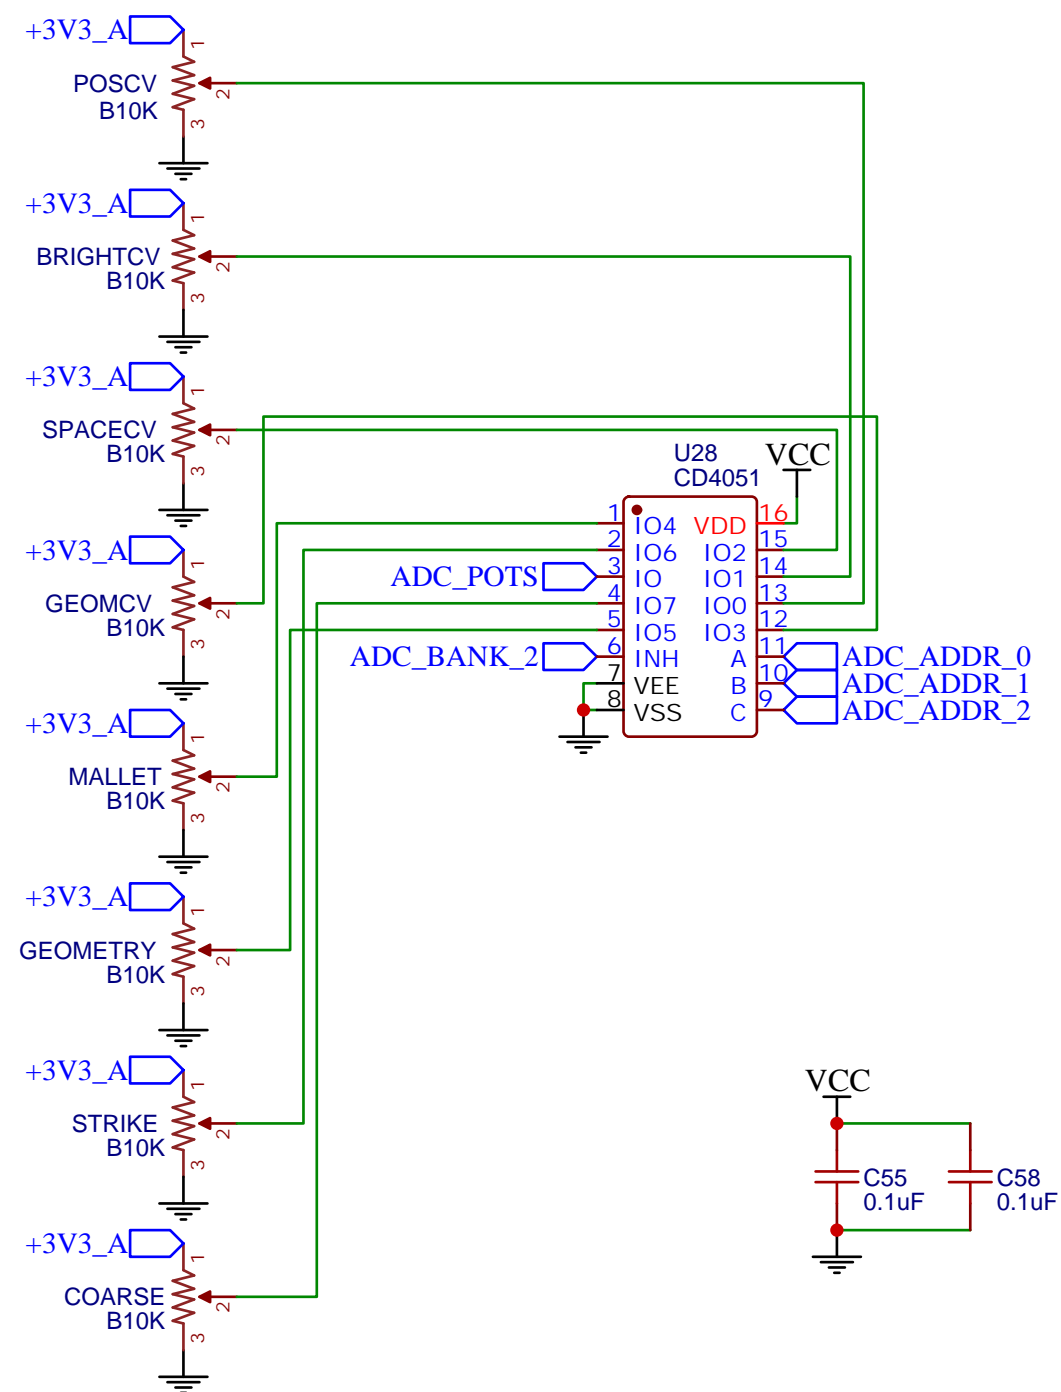 +3V3_A
1
POSCV
2
B10K
3
+3V3_A
1
BRIGHTCV
2
B10K
3
+3V3_A
1
SPACECV
2
B10K
3
+3V3_A
1
GEOMCV
2
B10K
3
+3V3_A
1
MALLET
2
B10K
3
+3V3_A
1
GEOMETRY
2
B10K
3
+3V3_A
1
STRIKE
2
B10K
3
+3V3_A
1
COARSE
2
B10K
3
U28
CD4051
VCC
1 IO4 VDD 16
2 IO6 IO2 15
ADC_POTS 3 IO IO1 14
4 IO7 IO0 13
5 IO5 IO3 12
ADC_BANK_2 6 INH A 11 ADC_ADDR_0
7 VEE B 10 ADC_ADDR_1
8 VSS C 9 ADC_ADDR_2
VCC
C55
0.1uF
C58
0.1uF